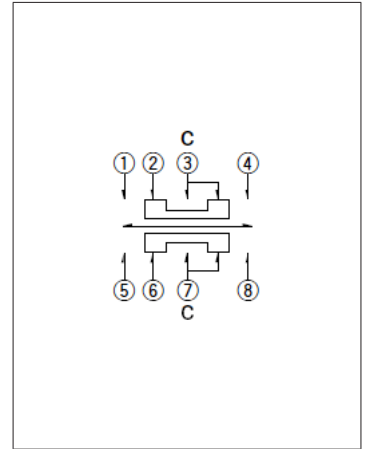 C
① ② ③ ④
⑤ ⑥ ⑦ ⑧
C